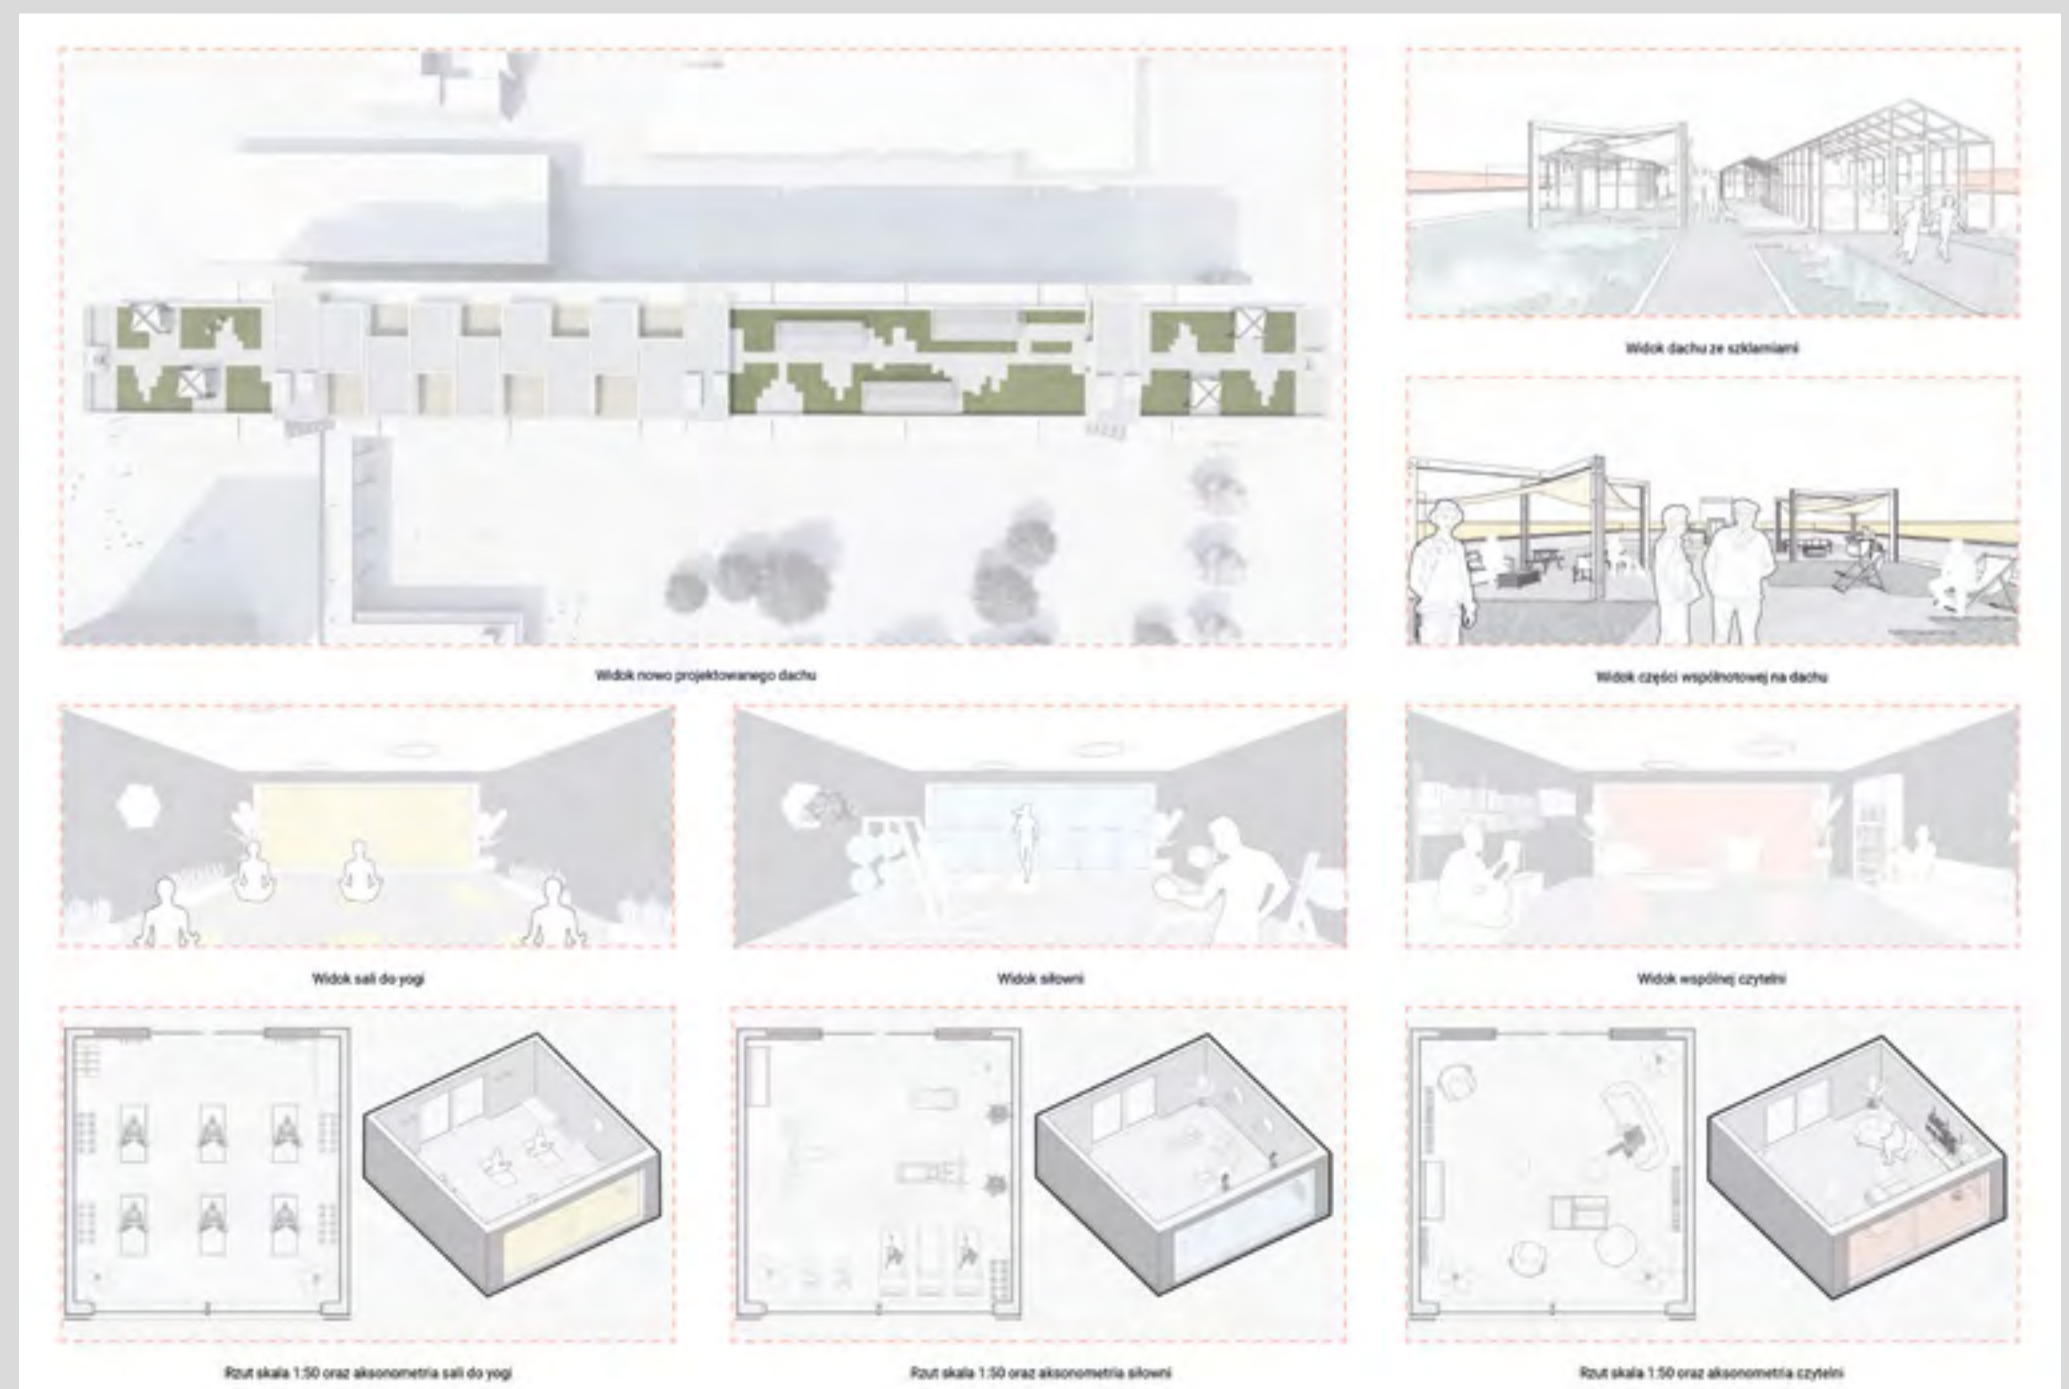 Widok dachu ze szklarniami
Widok nowo projektowanego dachu
Widok części wspólnotowej na dachu
Widok sali do yogi
Widok siłowni
Widok wspólnej czytelni
Rzut skala 1:50 oraz aksonometria sali do yogi
Rzut skala 1:50 oraz aksonometria siłowni
Rzut skala 1:50 oraz aksonometria czytelni